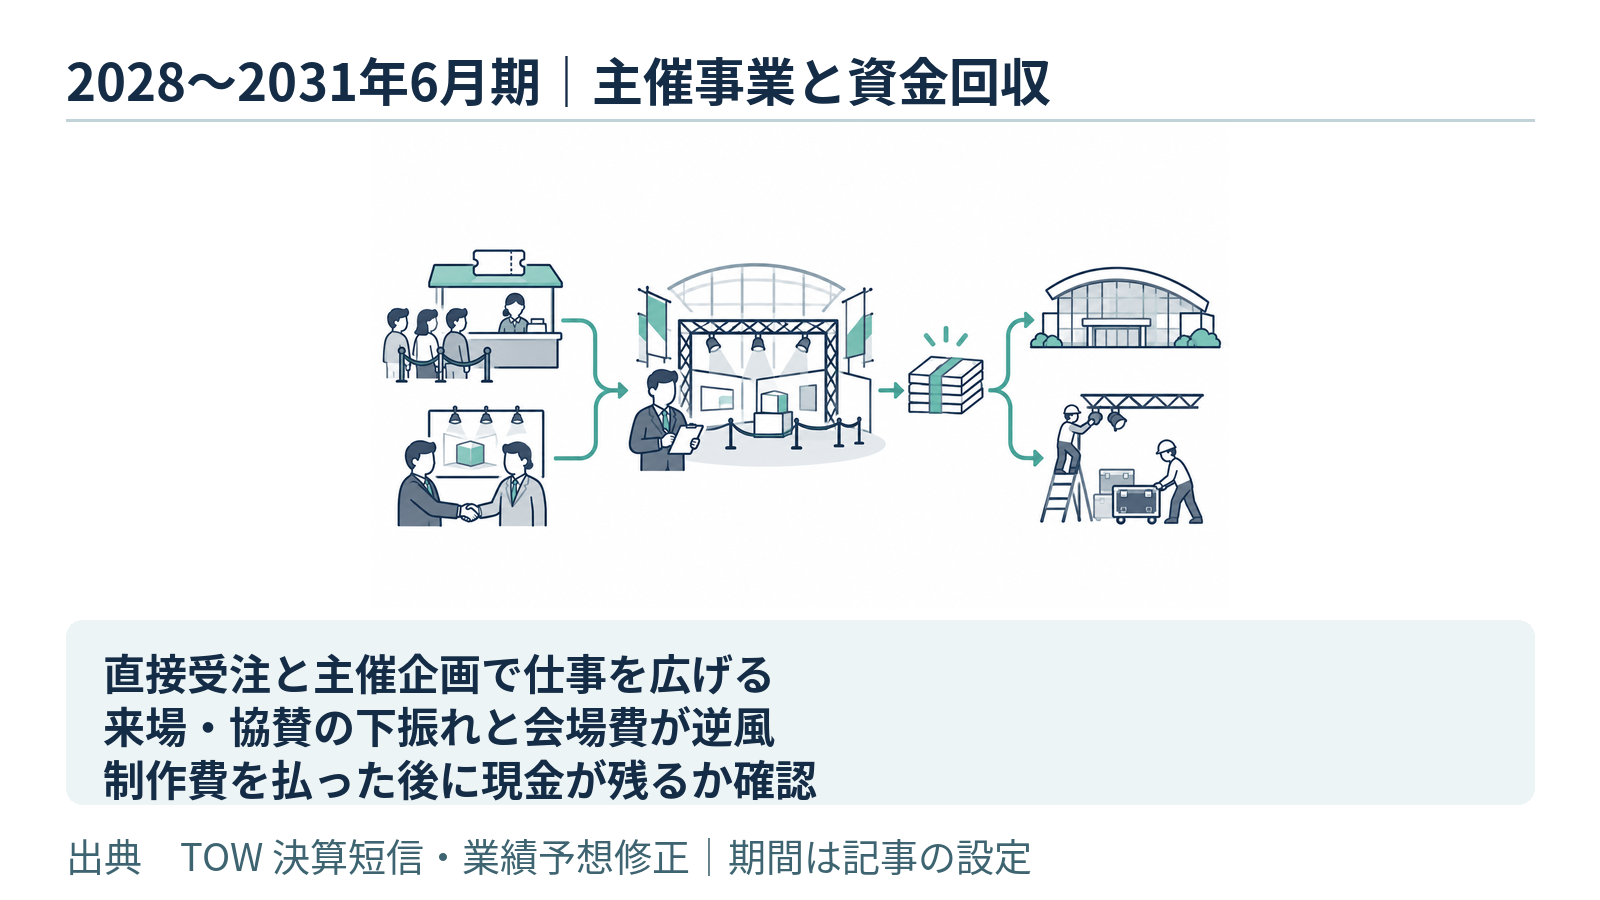 2028〜2031年6月期｜主催事業と資金回収
直接受注と主催企画で仕事を広げる
来場・協賛の下振れと会場費が逆風
制作費を払った後に現金が残るか確認
出典　TOW 決算短信・業績予想修正｜期間は記事の設定